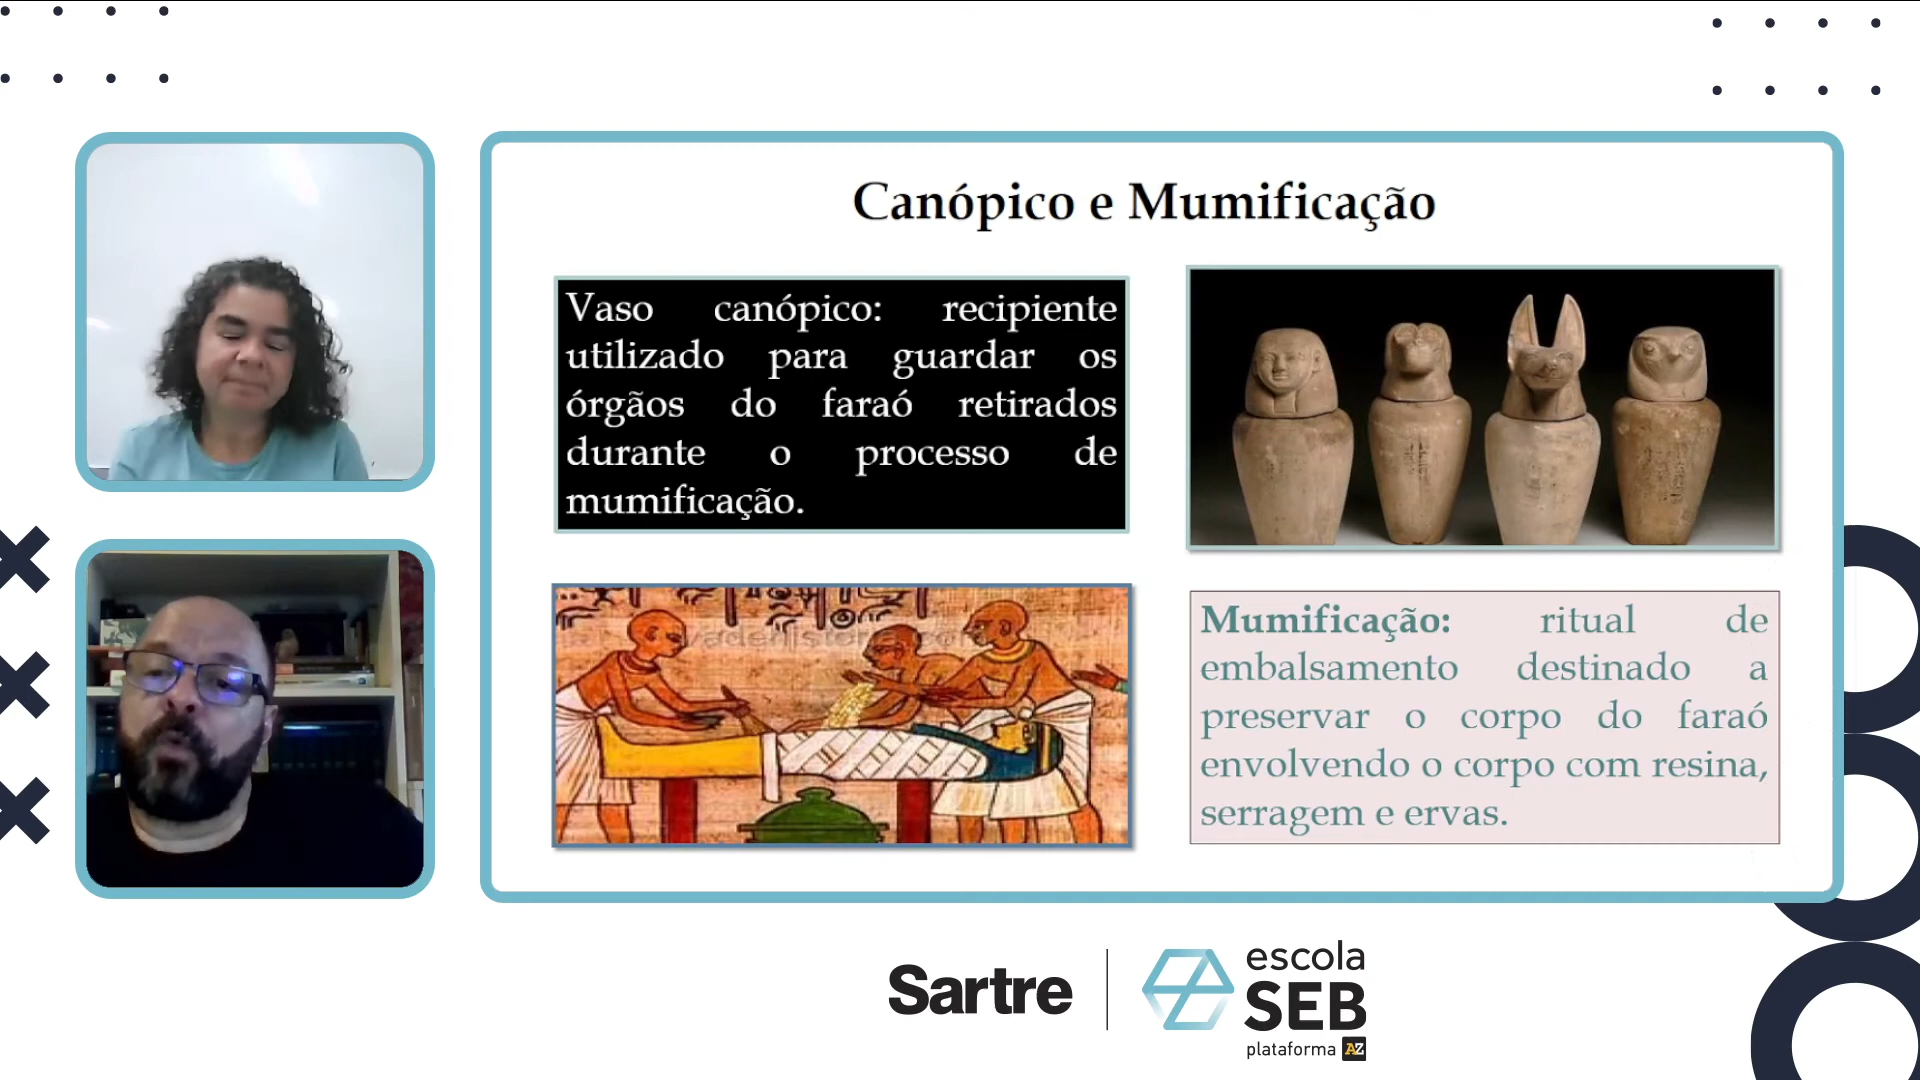 Canópico e Mumificação
Vaso canópico: recipiente
utilizado para guardar os
órgãos do faraó retirados
durante o processo de
mumificação.
Mumificação: ritual de
embalsamento destinado a
preservar o corpo do faraó
envolvendo o corpo com resina,
serragem e ervas.
Sartre
escola
SEB
plataforma AZ